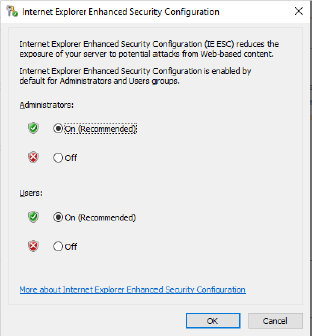 Internet Explorer Enhanced Security Configuration
Internet Explorer Enhanced Security Configuration (IE ESC) reduces the
exposure of your server to potential attacks from Web-based content.
Internet Explorer Enhanced Security Configuration is enabled by
default for Administrators and Users groups.
Administrators:
On (Recommended)
Off
Users:
On (Recommended)
Off
More about Internet Explorer Enhanced Security Configuration
OK
Cancel